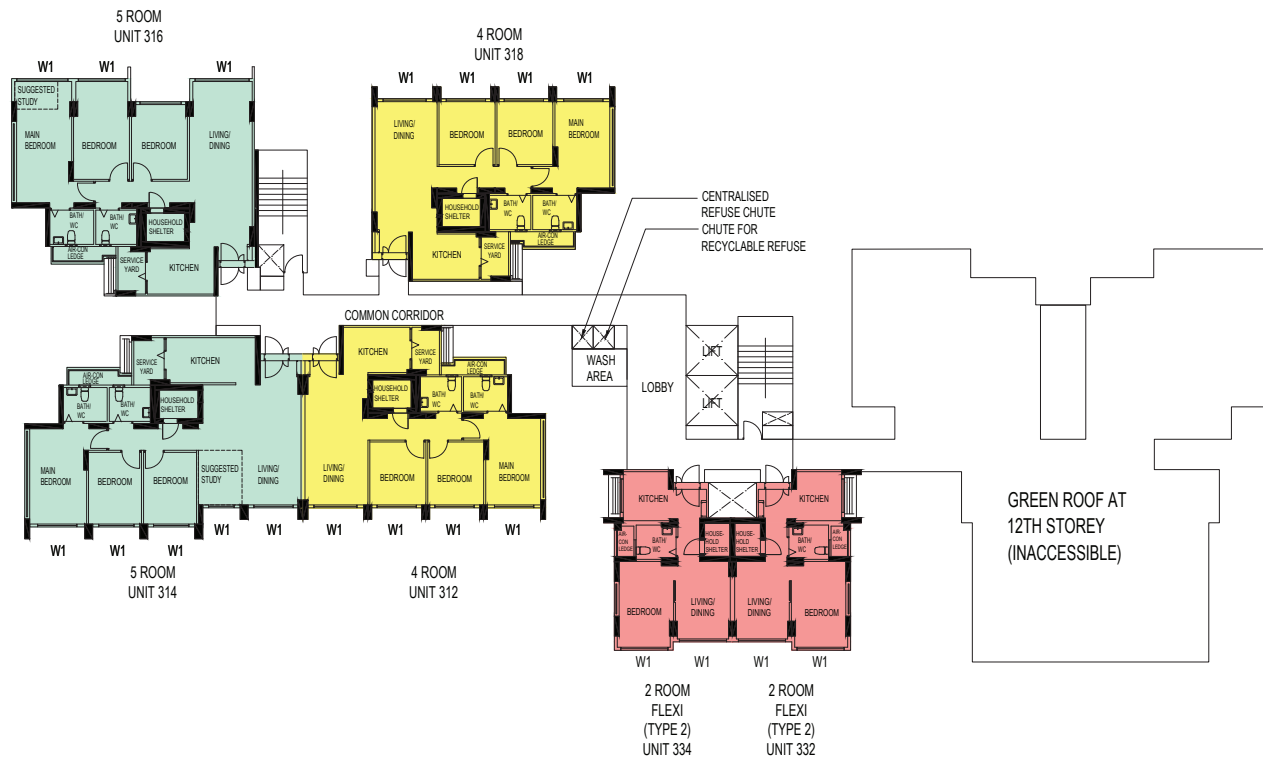 5 ROOM
UNIT 316
W1
W1
W1
SUGGESTED
STUDY
MAIN
BEDROOM
BEDROOM
BEDROOM
LIVING/
DINING
BATH/
WC
BATH/
WC
HOUSEHOLD
SHELTER
AIR-CON
LEDGE
SERVICE
YARD
KITCHEN
4 ROOM
UNIT 318
W1
W1
W1
W1
LIVING/
DINING
BEDROOM
BEDROOM
MAIN
BEDROOM
HOUSEHOLD
SHELTER
BATH/
WC
BATH/
WC
AIR-CON
LEDGE
KITCHEN
SERVICE
YARD
CENTRALISED
REFUSE CHUTE
CHUTE FOR
RECYCLABLE REFUSE
COMMON CORRIDOR
WASH
AREA
LOBBY
LIFT
LIFT
KITCHEN
SERVICE
YARD
AIR-CON
LEDGE
BATH/
WC
BATH/
WC
HOUSEHOLD
SHELTER
MAIN
BEDROOM
BEDROOM
BEDROOM
SUGGESTED
STUDY
LIVING/
DINING
W1
W1
W1
W1
W1
5 ROOM
UNIT 314
KITCHEN
SERVICE
YARD
AIR-CON
LEDGE
HOUSEHOLD
SHELTER
BATH/
WC
BATH/
WC
LIVING/
DINING
BEDROOM
BEDROOM
MAIN
BEDROOM
W1
W1
W1
W1
4 ROOM
UNIT 312
KITCHEN
KITCHEN
AIR-
CON
LEDGE
BATH/
WC
HOUSE-
HOLD
SHELTER
HOUSE-
HOLD
SHELTER
BATH/
WC
AIR-
CON
LEDGE
BEDROOM
LIVING/
DINING
LIVING/
DINING
BEDROOM
W1
W1
W1
W1
2 ROOM
FLEXI
(TYPE 2)
UNIT 334
2 ROOM
FLEXI
(TYPE 2)
UNIT 332
GREEN ROOF AT
12TH STOREY
(INACCESSIBLE)